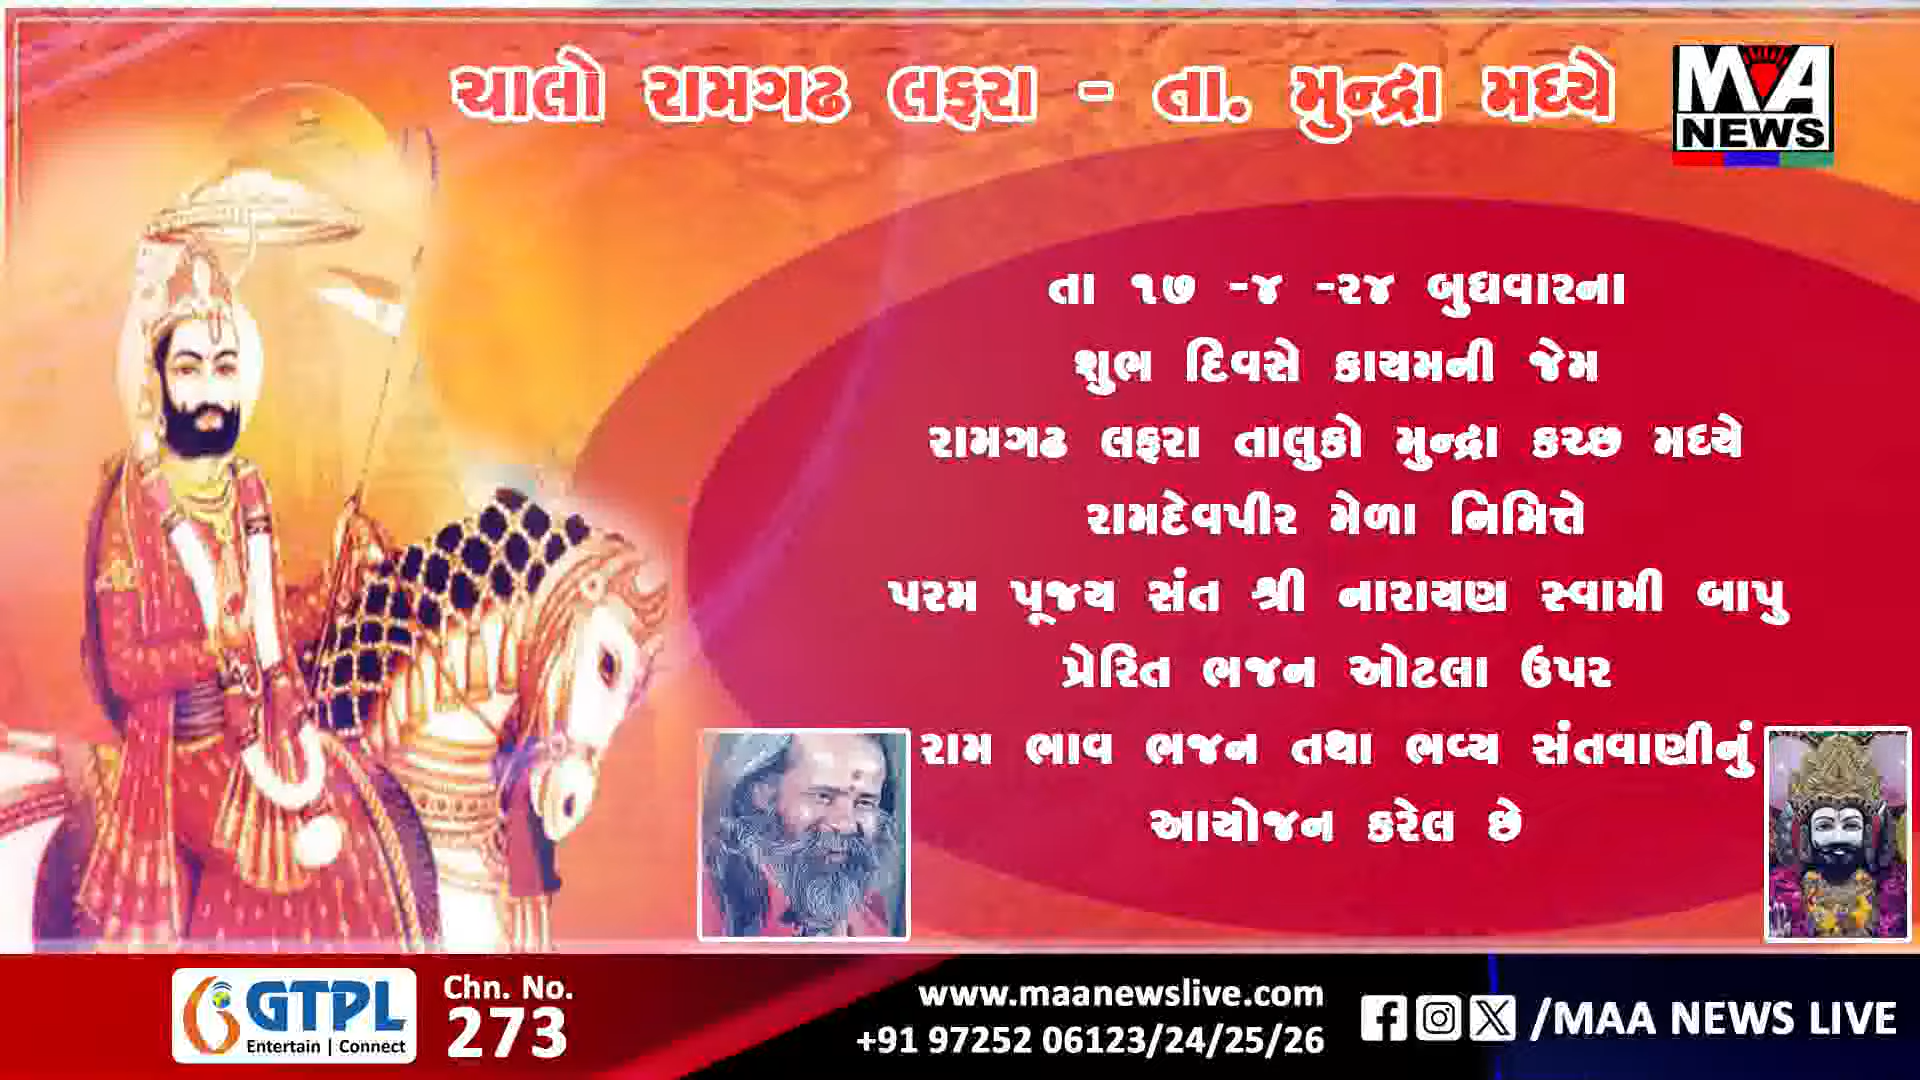 ચાલો રામગઢ લફરા - તા. મુન્દ્રા મધ્યે
MAA
NEWS
તા ૧૭ -૪ -૨૪ બુધવારના
શુભ દિવસે કાયમની જેમ
રામગઢ લફરા તાલુકો મુન્દ્રા કચ્છ મધ્યે
રામદેવપીર મેળા નિમિત્તે
પરમ પૂજય સંત શ્રી નારાયણ સ્વામી બાપુ
પ્રેરિત ભજન ઓટલા ઉપર
રામ ભાવ ભજન તથા ભવ્ય સંતવાણીનું
આયોજન કરેલ છે
GTPL
Entertain | Connect
Chn. No.
273
www.maanewslive.com
+91 97252 06123/24/25/26
/MAA NEWS LIVE